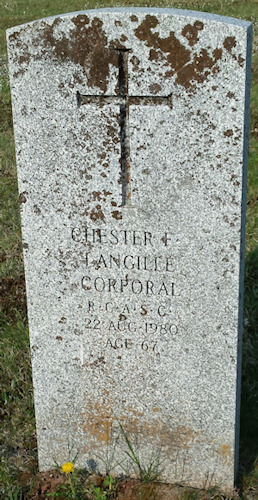 CHESTER F.
LANGILLE
CORPORAL
R.C.A.S.C.
22 AUG. 1980
AGE 67